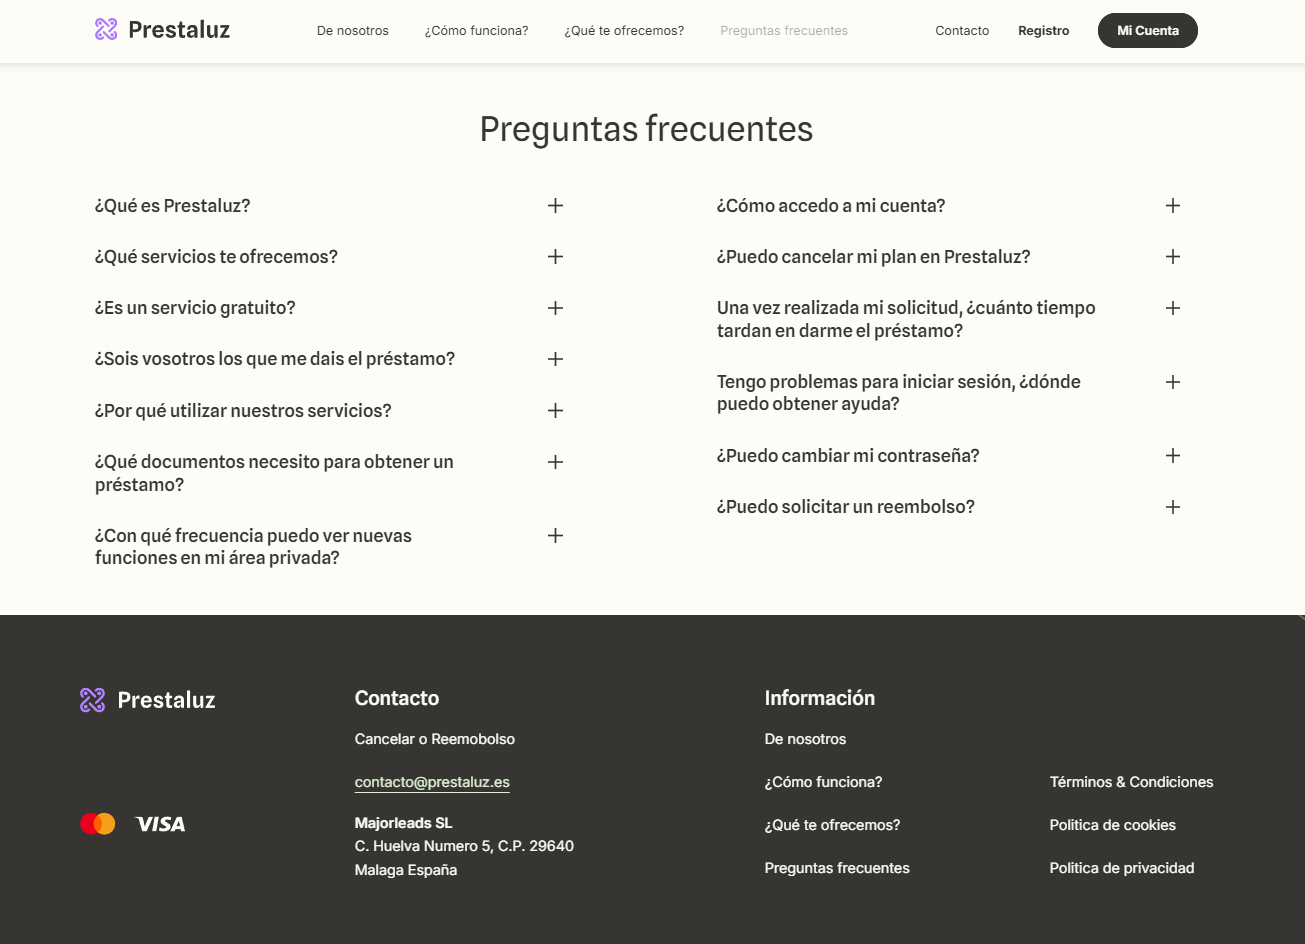 Prestaluz
De nosotros
¿Cómo funciona?
¿Qué te ofrecemos?
Preguntas frecuentes
Contacto
Registro
Mi Cuenta
Preguntas frecuentes
¿Qué es Prestaluz?
¿Qué servicios te ofrecemos?
¿Es un servicio gratuito?
¿Sois vosotros los que me dais el préstamo?
¿Por qué utilizar nuestros servicios?
¿Qué documentos necesito para obtener un
préstamo?
¿Con qué frecuencia puedo ver nuevas
funciones en mi área privada?
¿Cómo accedo a mi cuenta?
¿Puedo cancelar mi plan en Prestaluz?
Una vez realizada mi solicitud, ¿cuánto tiempo
tardan en darme el préstamo?
Tengo problemas para iniciar sesión, ¿dónde
puedo obtener ayuda?
¿Puedo cambiar mi contraseña?
¿Puedo solicitar un reembolso?
Prestaluz
VISA
Contacto
Cancelar o Reemobolso
contacto@prestaluz.es
Majorleads SL
C. Huelva Numero 5, C.P. 29640
Malaga España
Información
De nosotros
¿Cómo funciona?
¿Qué te ofrecemos?
Preguntas frecuentes
Términos & Condiciones
Politica de cookies
Politica de privacidad